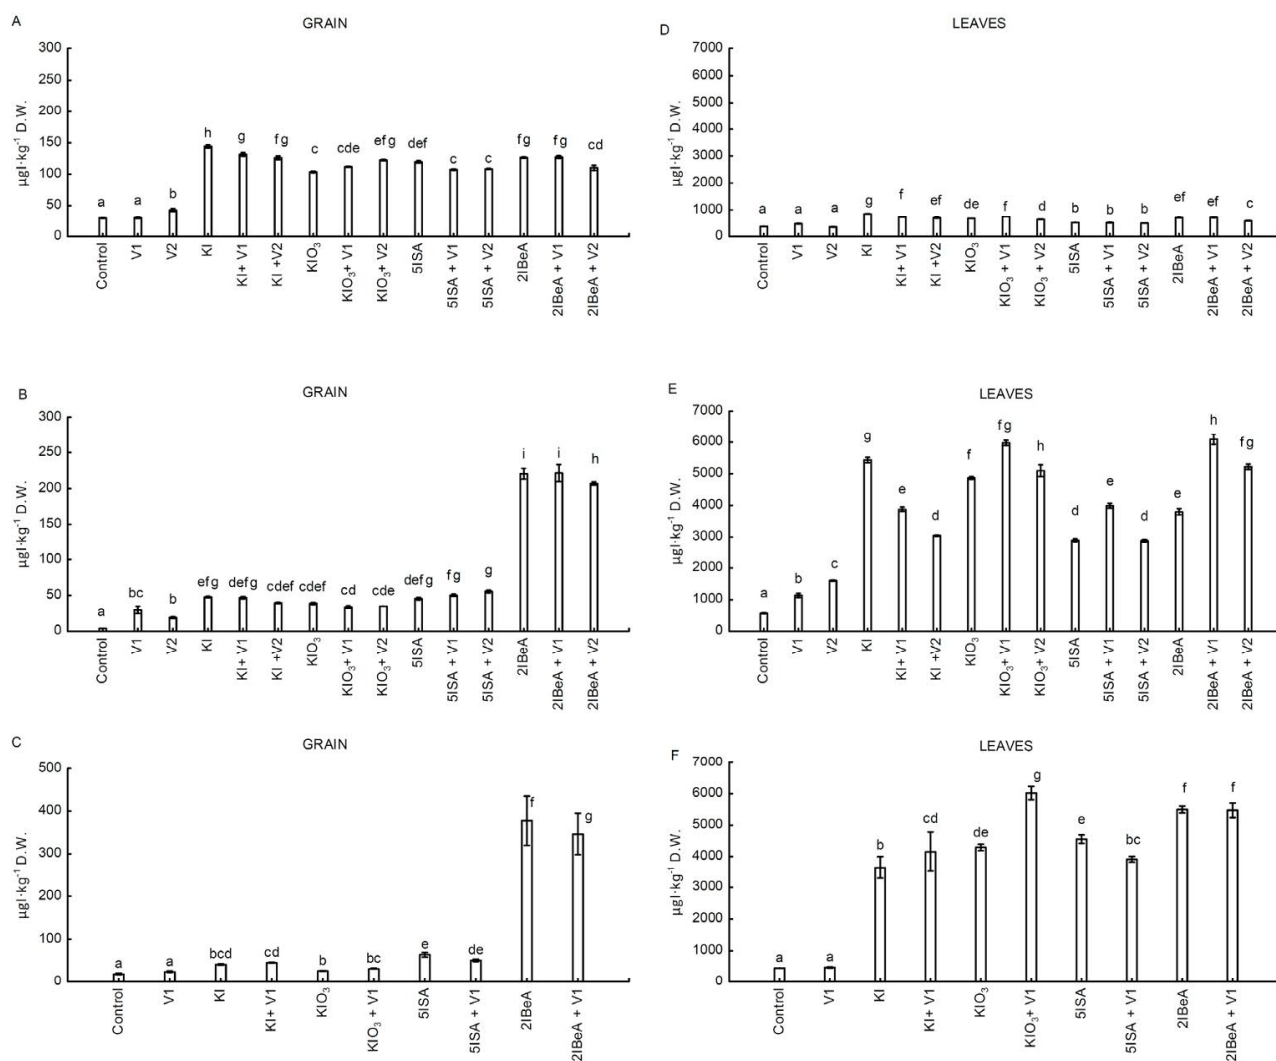 A
GRAIN
300
250
200
150
100
50
0
µgI·kg⁻¹ D.W.
a a b h g fg c cde efg def c c fg fg cd
Control V1 V2 KI KI+ V1 KI +V2 KIO₃ KIO₃+ V1 KIO₃+ V2 5ISA 5ISA + V1 5ISA + V2 2IBeA 2IBeA + V1 2IBeA + V2
D
LEAVES
7000
6000
5000
4000
3000
2000
1000
0
µgI·kg⁻¹ D.W.
a a a g f ef de f d b b b ef ef c
Control V1 V2 KI KI+ V1 KI +V2 KIO₃ KIO₃+ V1 KIO₃+ V2 5ISA 5ISA + V1 5ISA + V2 2IBeA 2IBeA + V1 2IBeA + V2
B
GRAIN
300
250
200
150
100
50
0
µgI·kg⁻¹ D.W.
a bc b efg defg cdef cdef cd cde defg fg g i i h
Control V1 V2 KI KI+ V1 KI +V2 KIO₃ KIO₃+ V1 KIO₃+ V2 5ISA 5ISA + V1 5ISA + V2 2IBeA 2IBeA + V1 2IBeA + V2
E
LEAVES
7000
6000
5000
4000
3000
2000
1000
0
µgI·kg⁻¹ D.W.
a b c g e d f fg h d e d e h fg
Control V1 V2 KI KI+ V1 KI +V2 KIO₃ KIO₃+ V1 KIO₃+ V2 5ISA 5ISA + V1 5ISA + V2 2IBeA 2IBeA + V1 2IBeA + V2
C
GRAIN
500
400
300
200
100
0
µgI·kg⁻¹ D.W.
a a bcd cd b bc e de f g
Control V1 KI KI+ V1 KIO₃ KIO₃ + V1 5ISA 5ISA + V1 2IBeA 2IBeA + V1
F
LEAVES
7000
6000
5000
4000
3000
2000
1000
0
µgI·kg⁻¹ D.W.
a a b cd de g e bc f f
Control V1 KI KI+ V1 KIO₃ KIO₃+ V1 5ISA 5ISA + V1 2IBeA 2IBeA + V1